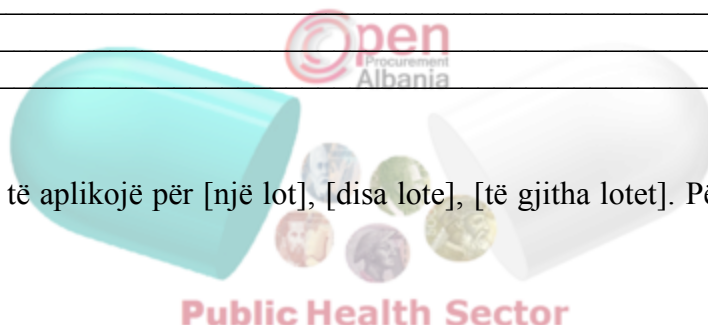 Open
Procurement
Albania
të aplikojë për [një lot], [disa lote], [të gjitha lotet]. Pë
Public Health Sector